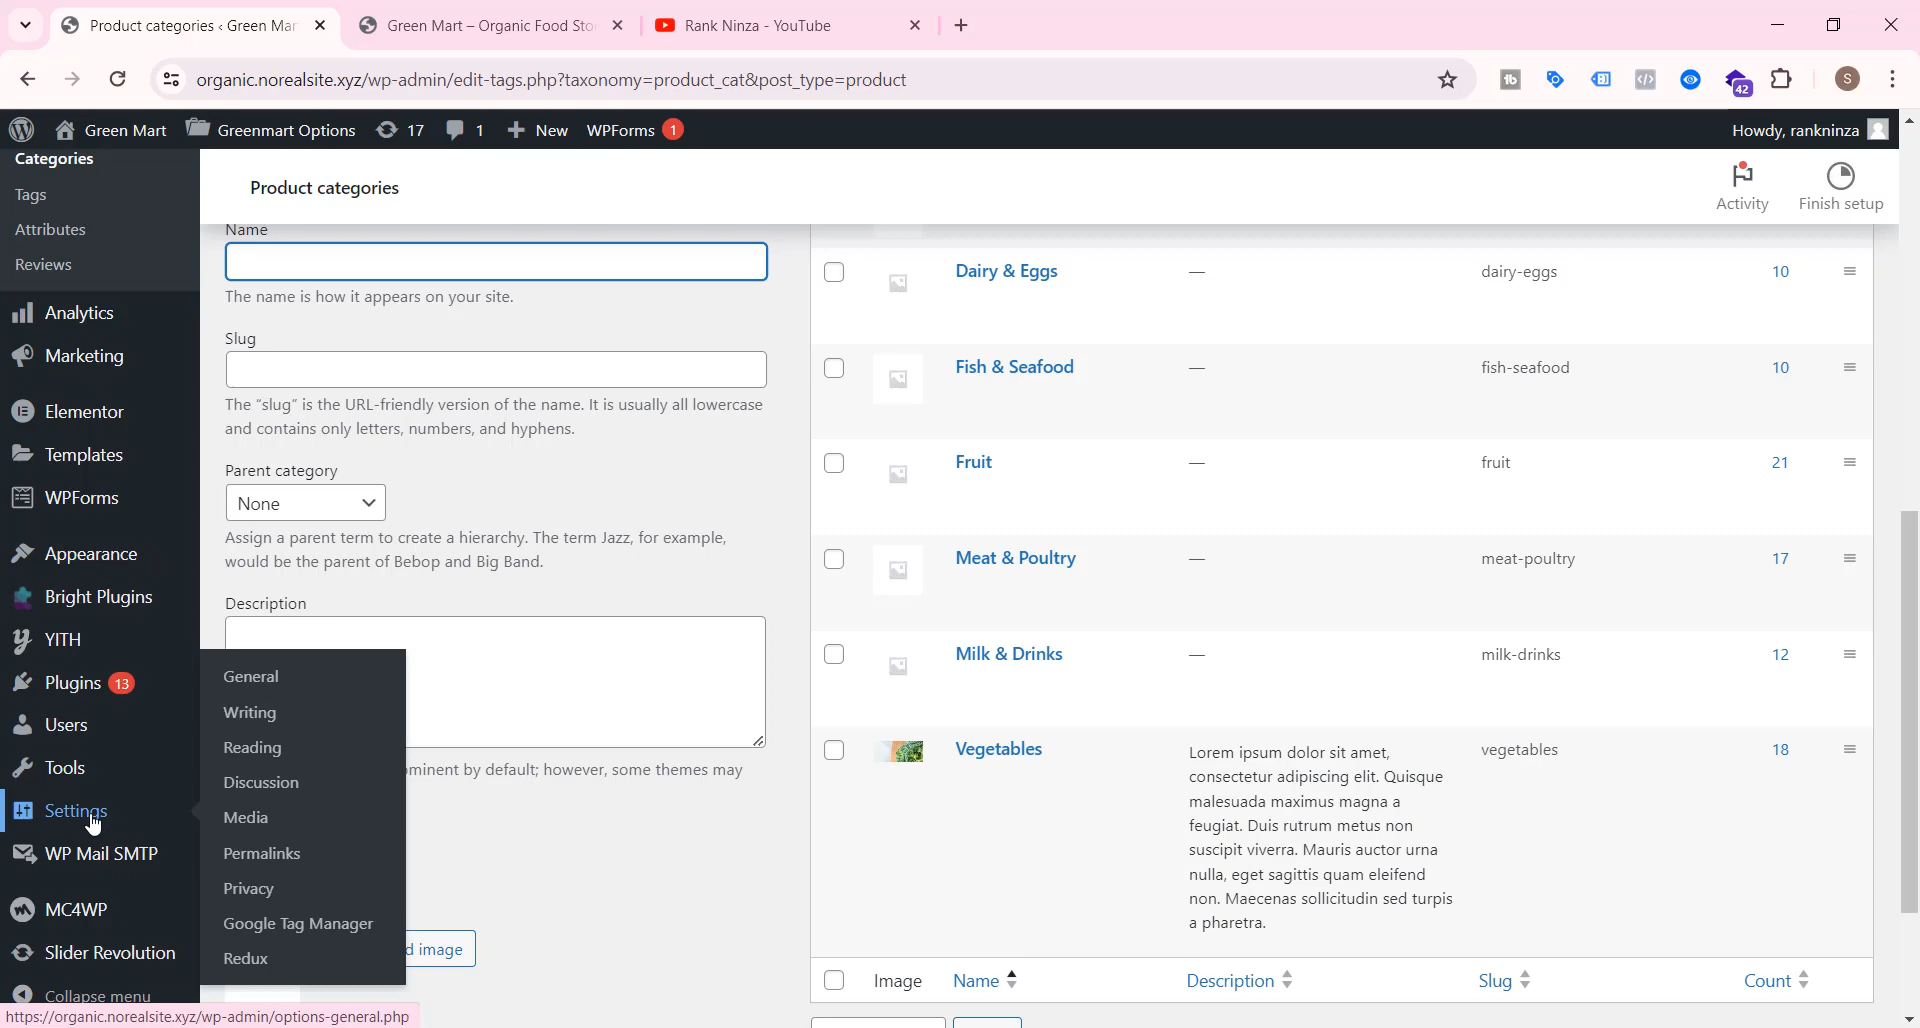 Product categories ‹ Green Mar
Green Mart – Organic Food Sto
Rank Ninza - YouTube
organic.norealsite.xyz/wp-admin/edit-tags.php?taxonomy=product_cat&post_type=product
S
42
Green Mart
Greenmart Options
17
1
New
WPForms 1
Howdy, rankninza
Categories
Tags
Attributes
Reviews
Analytics
Marketing
Elementor
Templates
WPForms
Appearance
Bright Plugins
YITH
Plugins 13
Users
Tools
Settings
WP Mail SMTP
MC4WP
Slider Revolution
Collapse menu
General
Writing
Reading
Discussion
Media
Permalinks
Privacy
Google Tag Manager
Redux
https://organic.norealsite.xyz/wp-admin/options-general.php
Product categories
Activity
Finish setup
Name
The name is how it appears on your site.
Slug
The “slug” is the URL-friendly version of the name. It is usually all lowercase
and contains only letters, numbers, and hyphens.
Parent category
None
Assign a parent term to create a hierarchy. The term Jazz, for example,
would be the parent of Bebop and Big Band.
Description
ominent by default; however, some themes may
d image
Dairy & Eggs — dairy-eggs 10
Fish & Seafood — fish-seafood 10
Fruit — fruit 21
Meat & Poultry — meat-poultry 17
Milk & Drinks — milk-drinks 12
Vegetables
Lorem ipsum dolor sit amet,
consectetur adipiscing elit. Quisque
malesuada maximus magna a
feugiat. Duis rutrum metus non
suscipit viverra. Mauris auctor urna
nulla, eget sagittis quam eleifend
non. Maecenas sollicitudin sed turpis
a pharetra.
vegetables 18
Image Name Description Slug Count